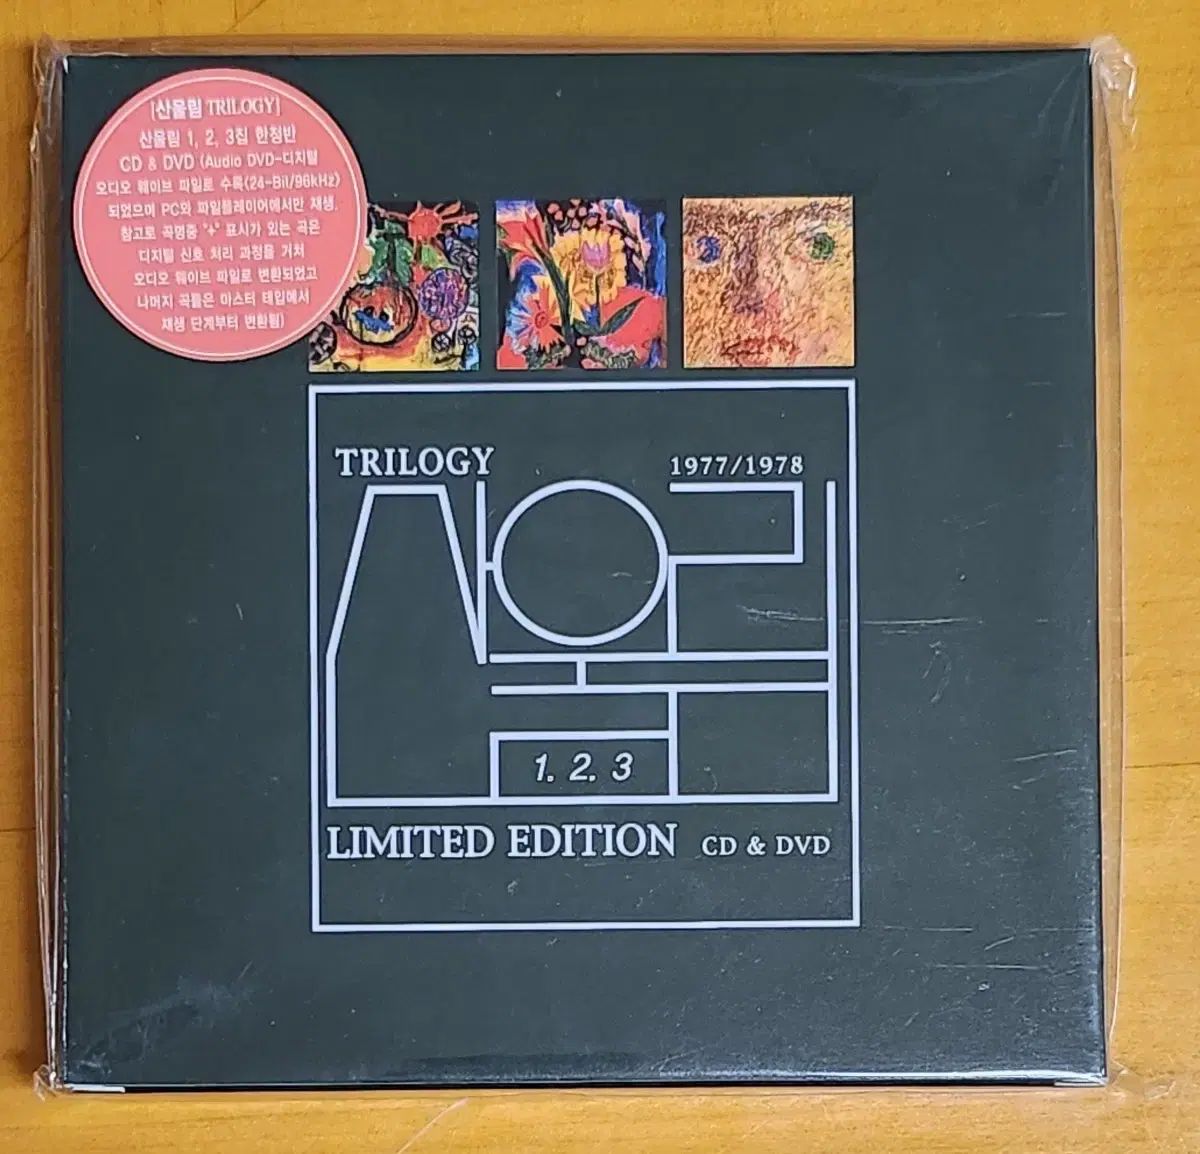 [산울림 TRILOGY]
산울림 1, 2, 3집 한정반
CD & DVD (Audio DVD-디지털
오디오 웨이브 파일로 수록<24-Bit/96kHz>
되었으며 PC와 파일플레이어에서만 재생.
참고로 곡명중 "+" 표시가 있는 곡은
디지털 신호 처리 과정을 거쳐
오디오 웨이브 파일로 변환되었고
나머지 곡들은 마스터 테입에서
재생 단계부터 변환됨)
TRILOGY 1977/1978
산울림
1. 2. 3
LIMITED EDITION CD & DVD